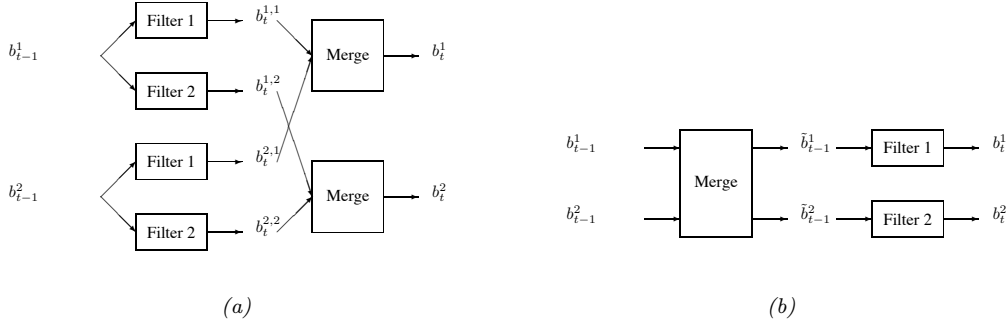 b_{t-1}^1
Filter 1
b_t^{1,1}
Filter 2
b_t^{1,2}
Merge
b_t^1
b_{t-1}^2
Filter 1
b_t^{2,1}
Filter 2
b_t^{2,2}
Merge
b_t^2
(a)
b_{t-1}^1
b_{t-1}^2
Merge
\tilde{b}_{t-1}^1
Filter 1
b_t^1
\tilde{b}_{t-1}^2
Filter 2
b_t^2
(b)